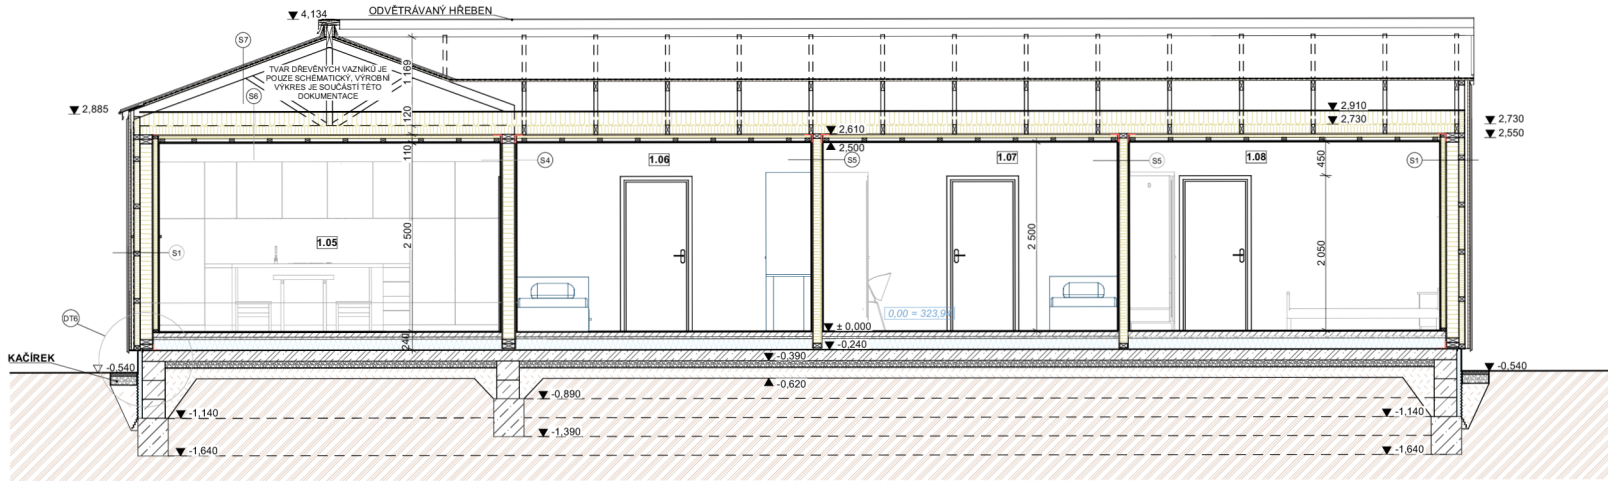 4,134
ODVĚTRÁVANÝ HŘEBEN
S7
TVAR DŘEVĚNÝCH VAZNÍKŮ JE
POUZE SCHÉMATICKÝ, VÝROBNÍ
VÝKRES JE SOUČÁSTÍ TÉTO
DOKUMENTACE
1 169
S6
2,885
120
2,910
2,730
2,730
2,610
2,550
110
2,500
S4
1.06
S5
1.07
S5
1.08
450
S1
1.05
2 500
2 500
2 050
S1
0,00 = 323,9
DT6
± 0,000
240
-0,240
KAČÍREK
-0,390
-0,540
-0,540
-0,620
-0,890
-1,140
-1,140
-1,390
-1,640
-1,640